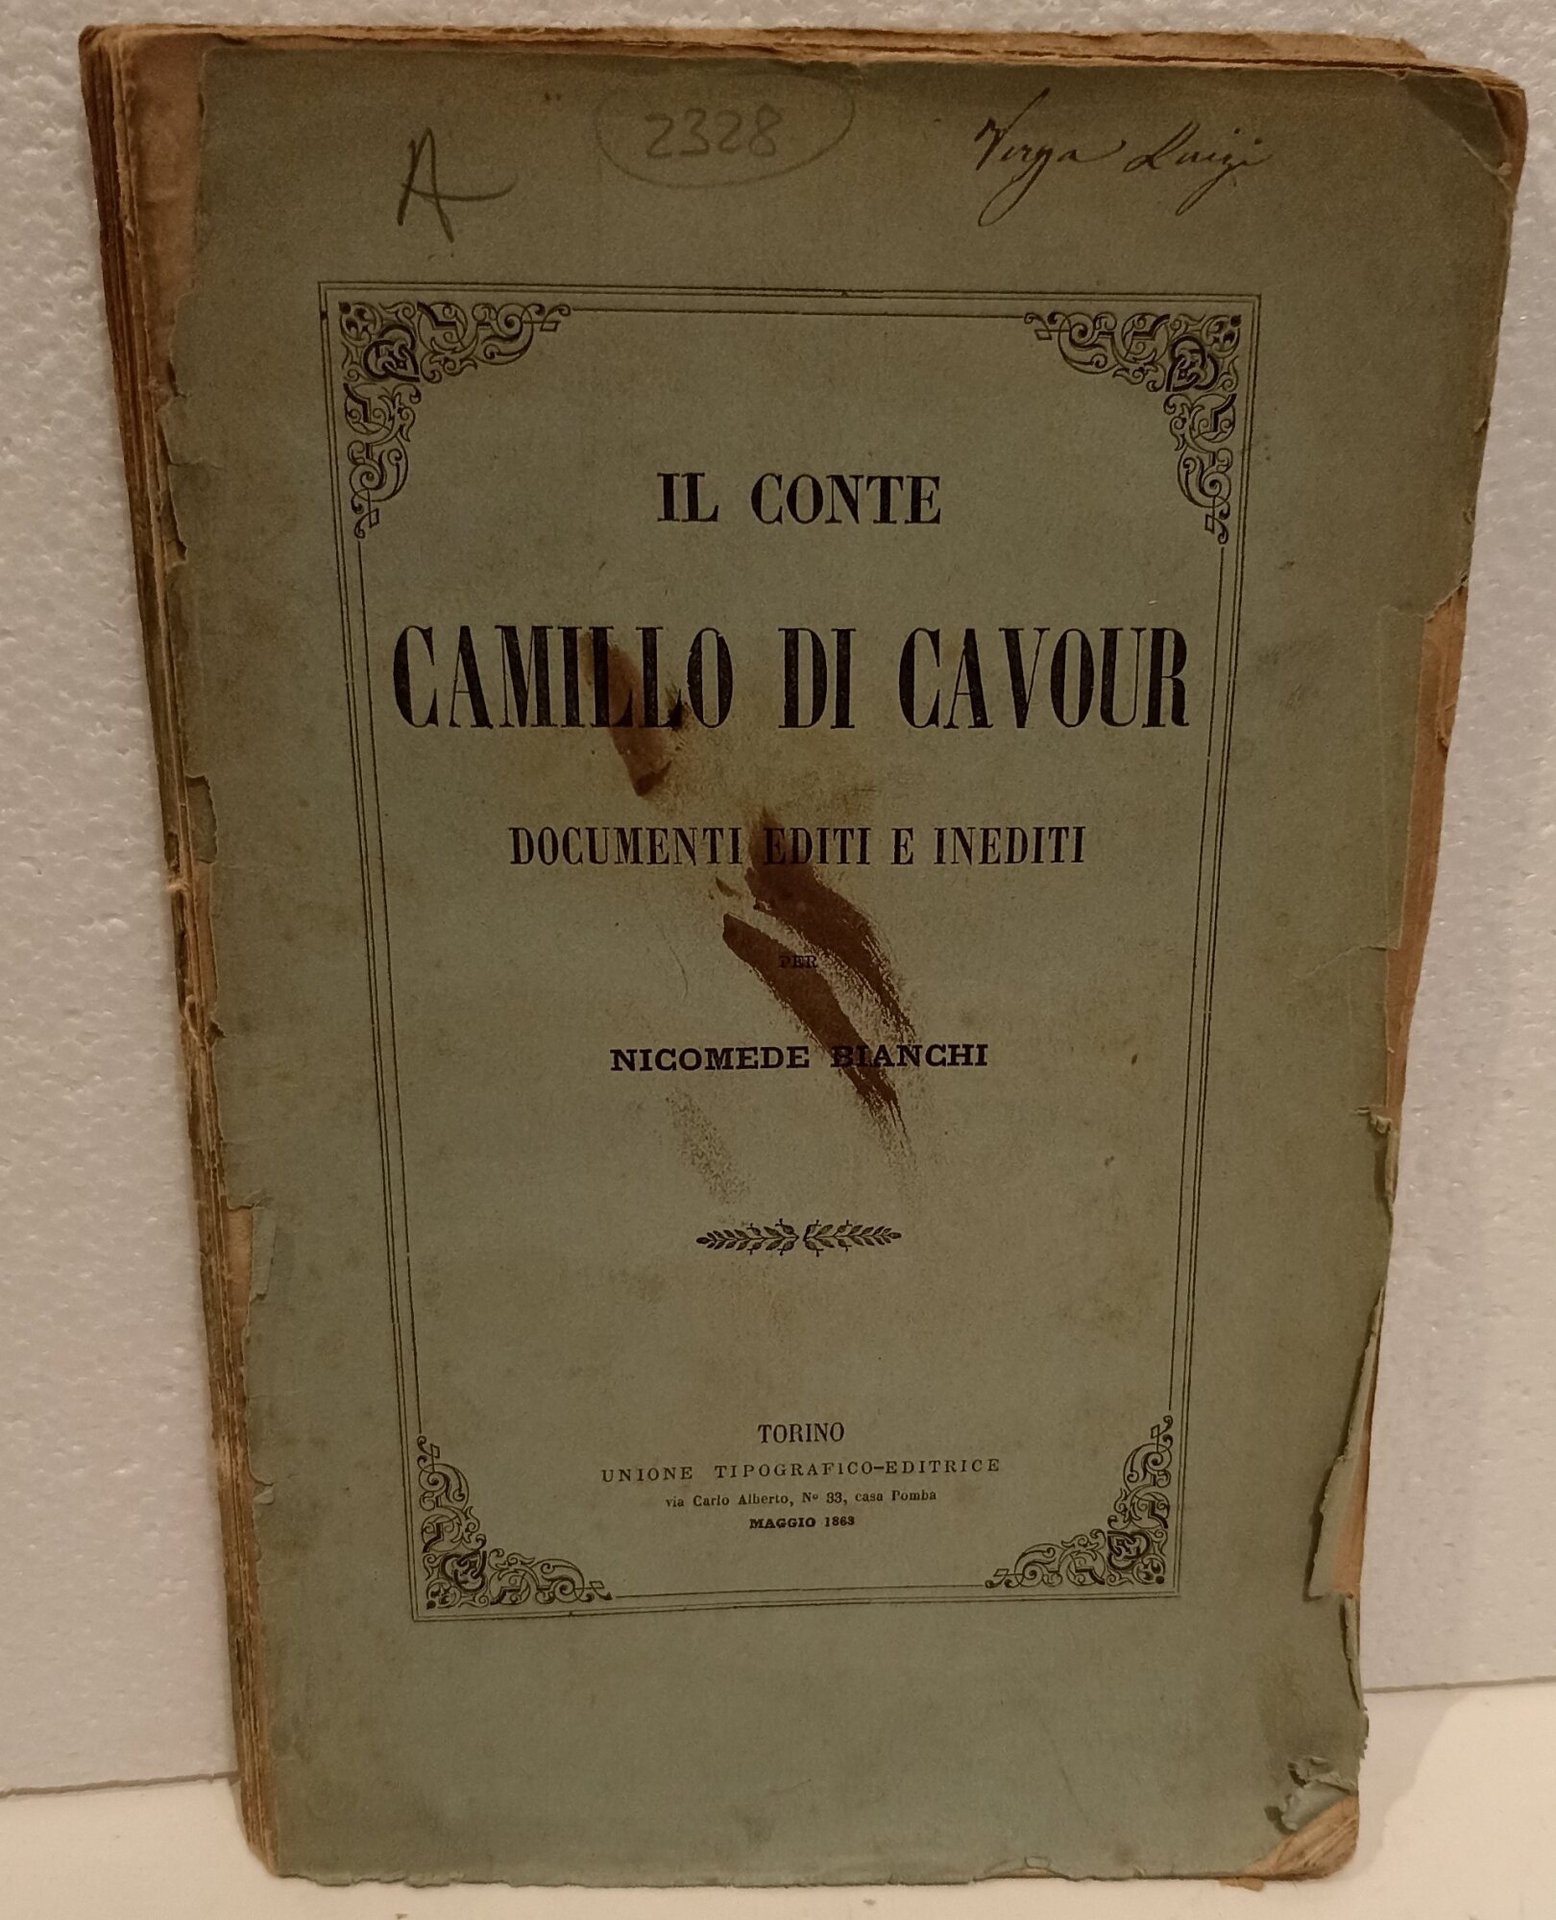 A
2328
Luigi
IL CONTE
CAMILLO DI CAVOUR
DOCUMENTI EDITI E INEDITI
PER
NICOMEDE BIANCHI
TORINO
UNIONE TIPOGRAFICO-EDITRICE
via Carlo Alberto, Nº 33, casa Pomba
MAGGIO 1863